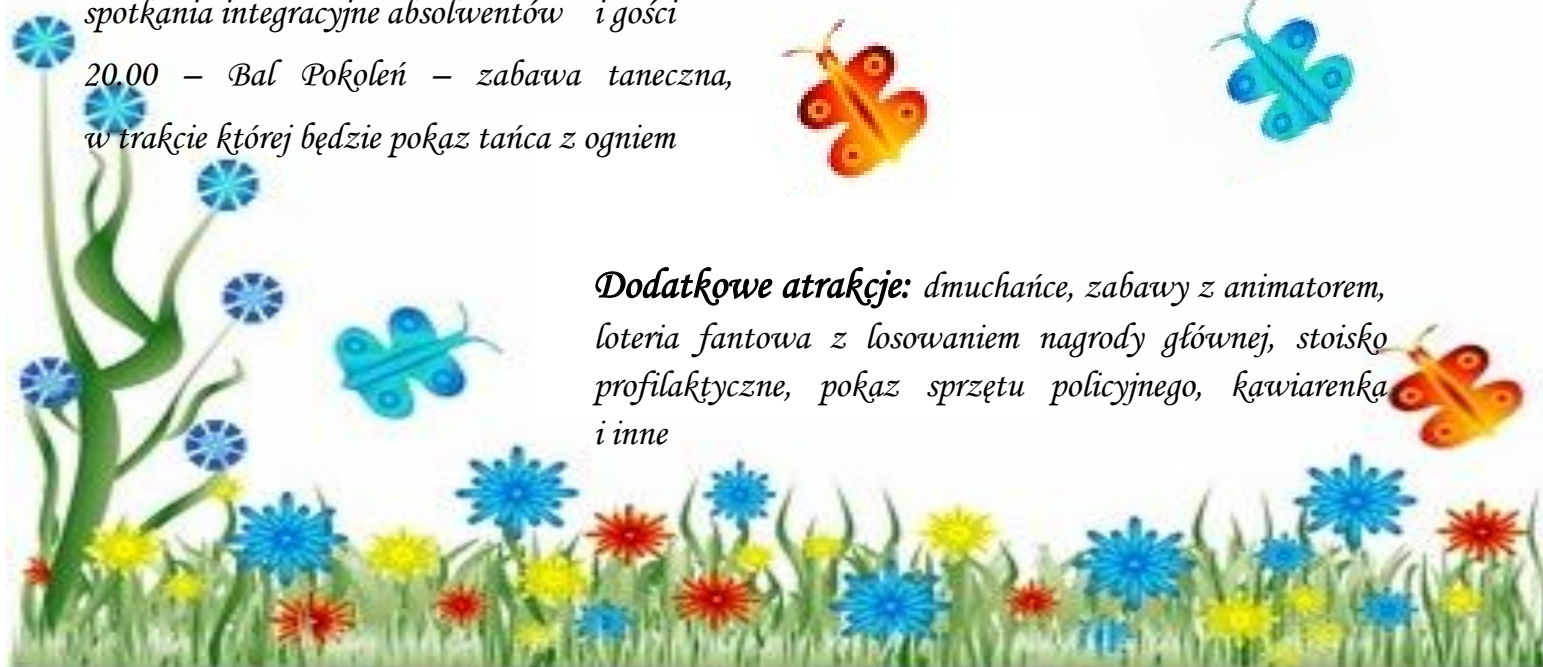 spotkania integracyjne absolwentów i gości
20.00 – Bal Pokoleń – zabawa taneczna,
w trakcie której będzie pokaz tańca z ogniem
Dodatkowe atrakcje: dmuchańce, zabawy z animatorem,
loteria fantowa z losowaniem nagrody głównej, stoisko
profilaktyczne, pokaz sprzętu policyjnego, kawiarenka
i inne